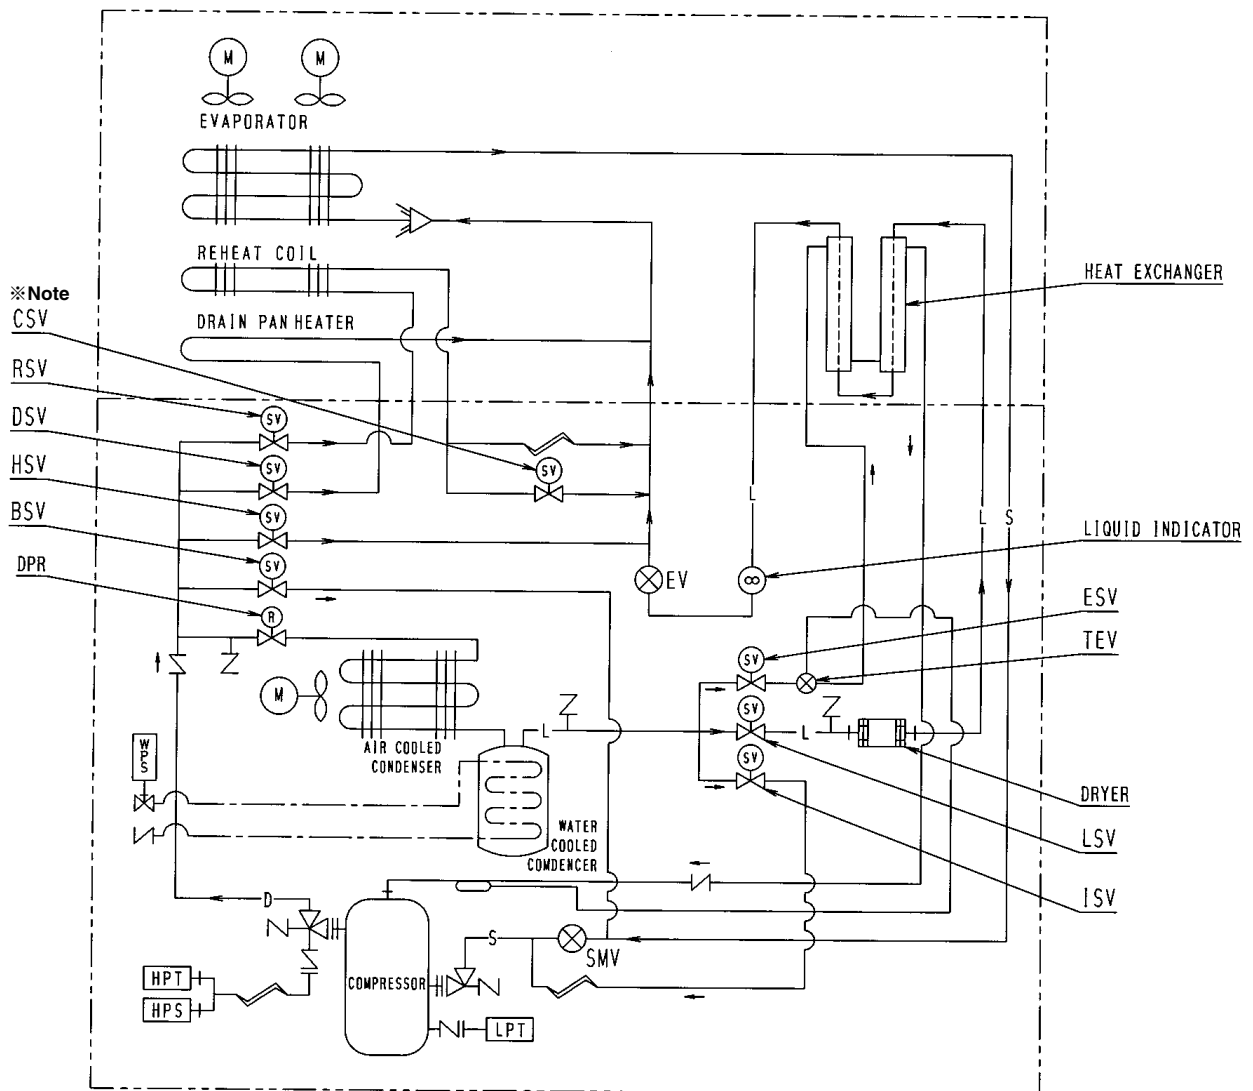 M
M
EVAPORATOR
REHEAT COIL
HEAT EXCHANGER
※Note
CSV
DRAIN PAN HEATER
RSV
DSV
SV
SV
SV
HSV
SV
L
L
S
BSV
SV
LIQUID INDICATOR
DPR
EV
∞
ESV
R
SV
TEV
M
SV
L
L
WPS
AIR COOLED
CONDENSER
SV
DRYER
WATER
COOLED
COMDENCER
LSV
ISV
D
S
SMV
HPT
COMPRESSOR
HPS
LPT